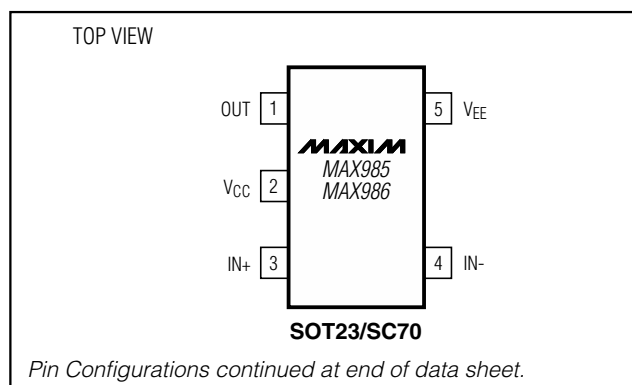 TOP VIEW
OUT 1
5 VEE
MAXIM
MAX985
VCC 2
MAX986
IN+ 3
4 IN-
SOT23/SC70
Pin Configurations continued at end of data sheet.